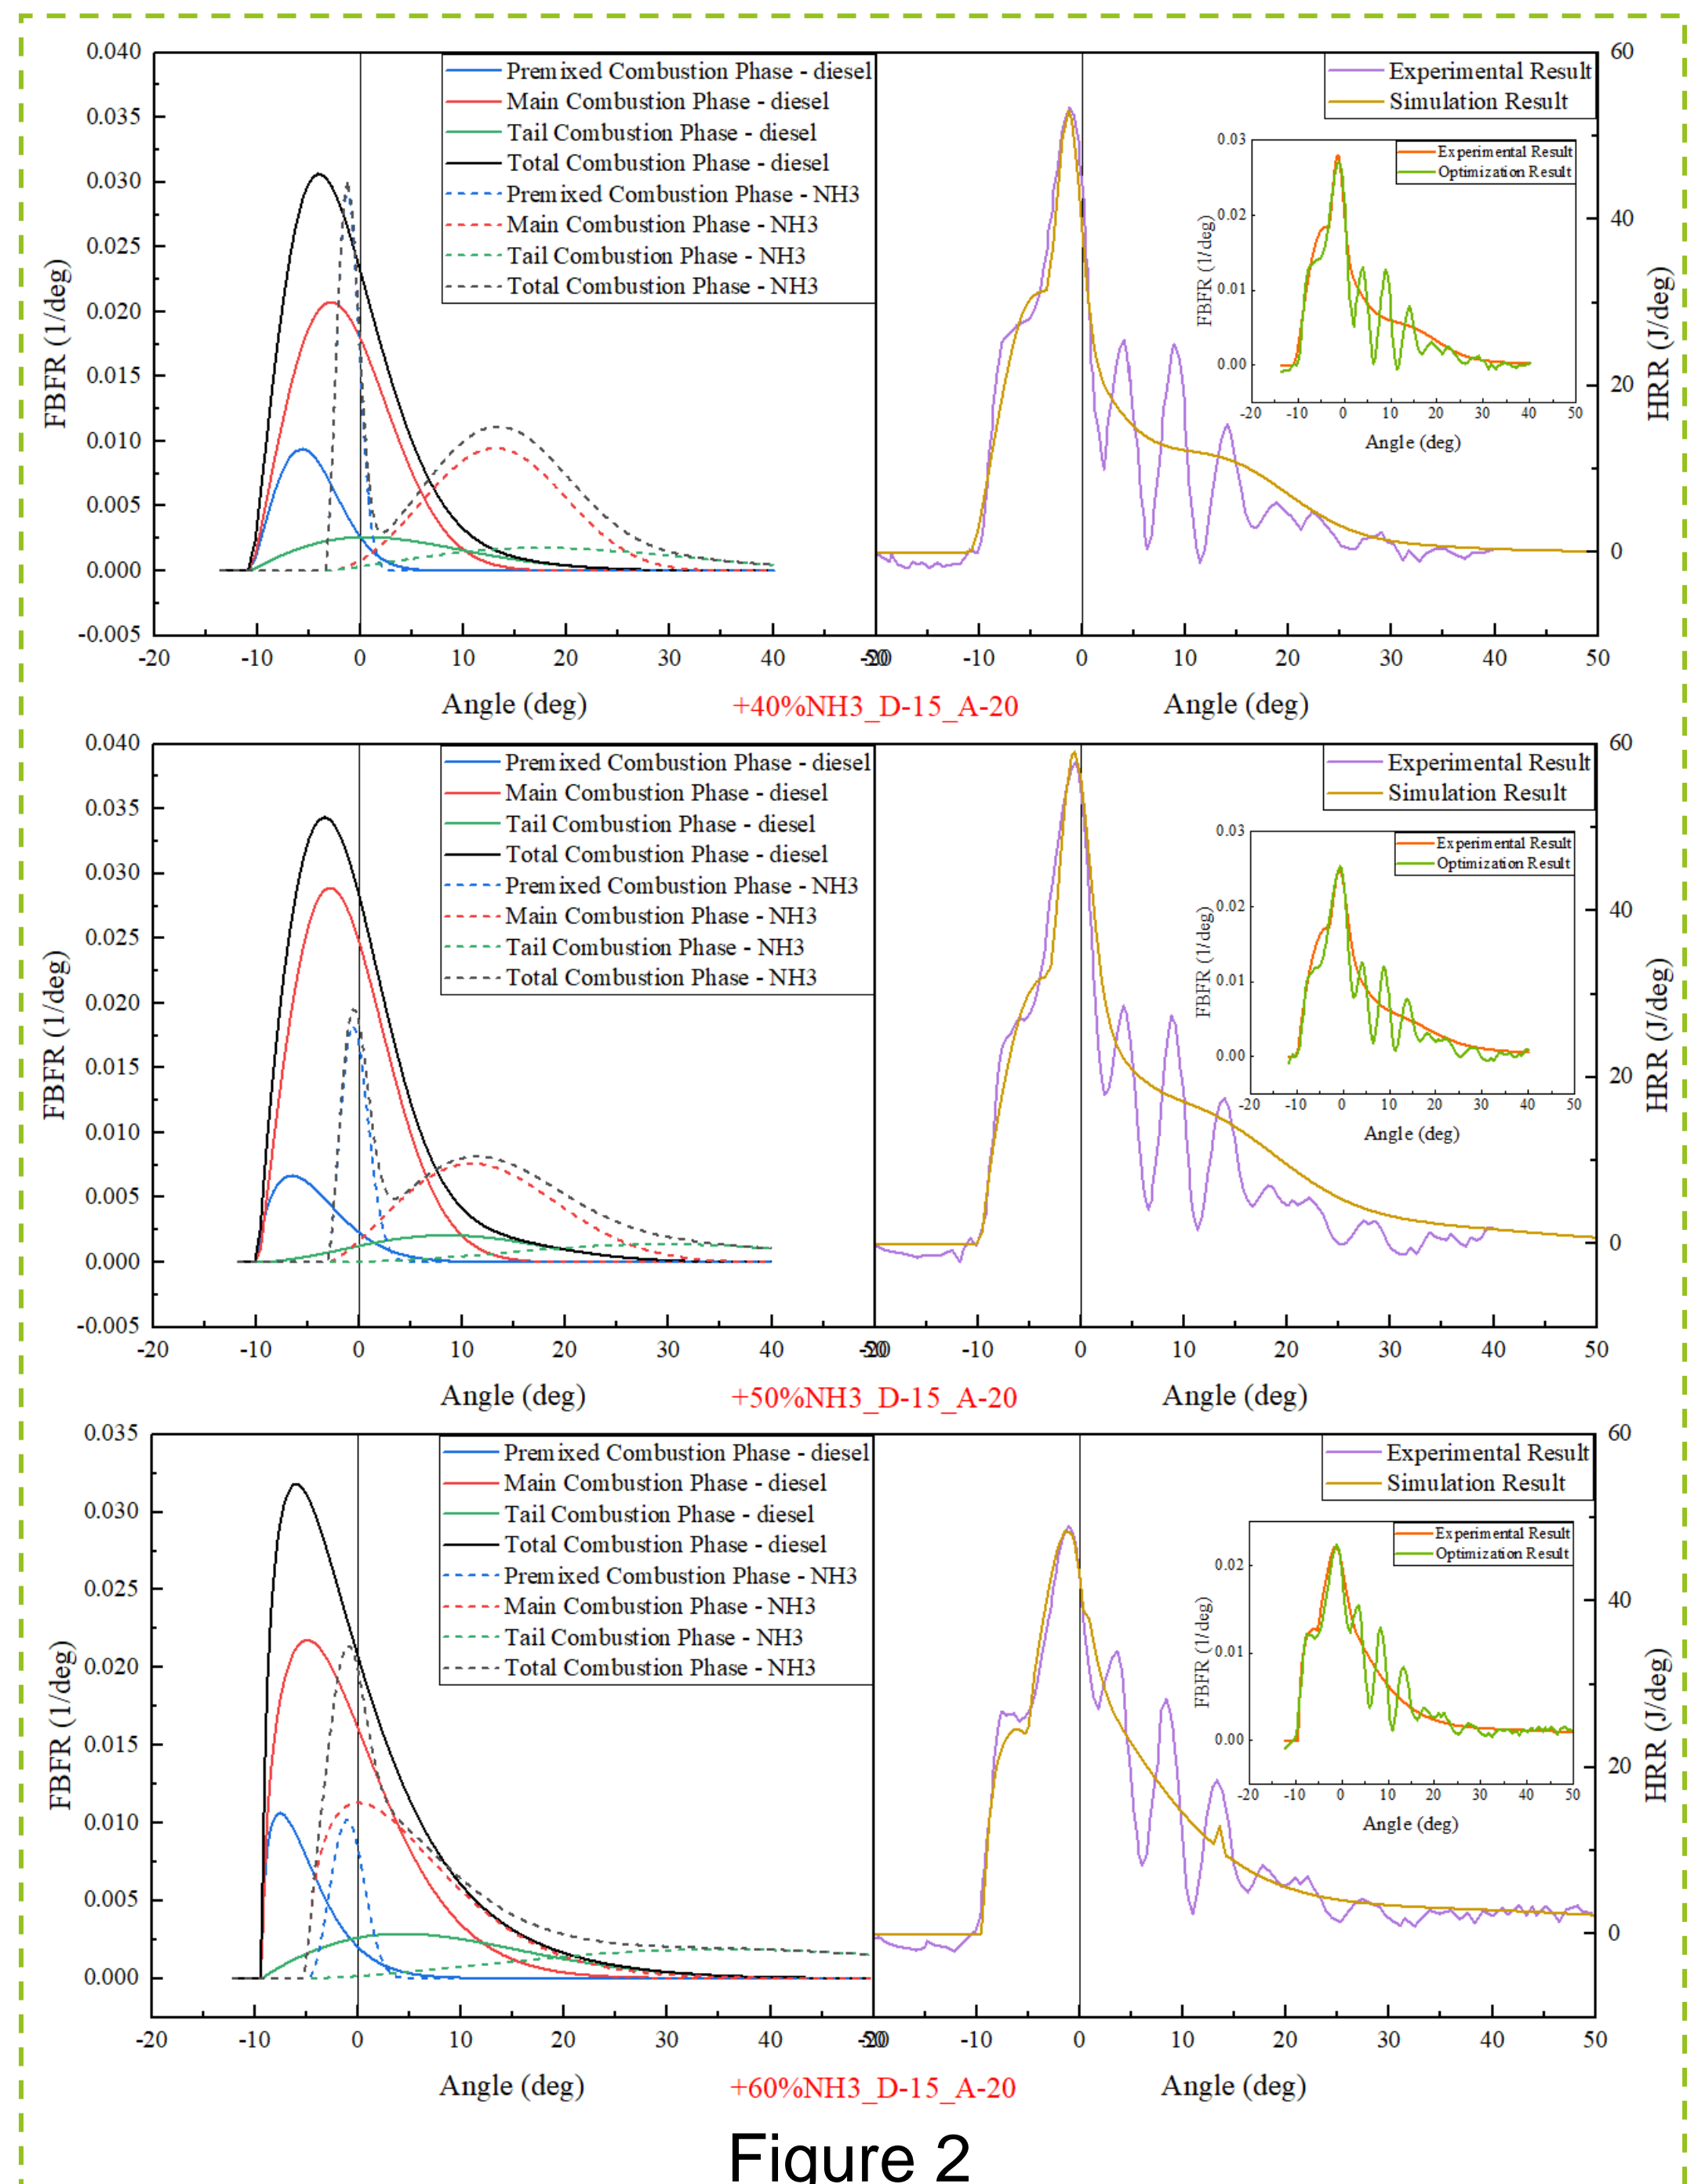 0.040
0.035
0.030
0.025
0.020
0.015
0.010
0.005
0.000
-0.005
FBFR (1/deg)
-20 -10 0 10 20 30 40 50
Angle (deg)
Premixed Combustion Phase - diesel
Main Combustion Phase - diesel
Tail Combustion Phase - diesel
Total Combustion Phase - diesel
Premixed Combustion Phase - NH3
Main Combustion Phase - NH3
Tail Combustion Phase - NH3
Total Combustion Phase - NH3
Experimental Result
Simulation Result
60
40
20
0
HRR (J/deg)
-20 -10 0 10 20 30 40 50
Angle (deg)
Experimental Result
Optimization Result
0.03
0.02
0.01
0.00
FBFR (1/deg)
-20 -10 0 10 20 30 40 50
Angle (deg)
+40%NH3_D-15_A-20
0.040
0.035
0.030
0.025
0.020
0.015
0.010
0.005
0.000
-0.005
FBFR (1/deg)
-20 -10 0 10 20 30 40 50
Angle (deg)
Premixed Combustion Phase - diesel
Main Combustion Phase - diesel
Tail Combustion Phase - diesel
Total Combustion Phase - diesel
Premixed Combustion Phase - NH3
Main Combustion Phase - NH3
Tail Combustion Phase - NH3
Total Combustion Phase - NH3
Experimental Result
Simulation Result
60
40
20
0
HRR (J/deg)
-20 -10 0 10 20 30 40 50
Angle (deg)
Experimental Result
Optimization Result
0.03
0.02
0.01
0.00
FBFR (1/deg)
-20 -10 0 10 20 30 40 50
Angle (deg)
+50%NH3_D-15_A-20
0.035
0.030
0.025
0.020
0.015
0.010
0.005
0.000
FBFR (1/deg)
-20 -10 0 10 20 30 40 50
Angle (deg)
Premixed Combustion Phase - diesel
Main Combustion Phase - diesel
Tail Combustion Phase - diesel
Total Combustion Phase - diesel
Premixed Combustion Phase - NH3
Main Combustion Phase - NH3
Tail Combustion Phase - NH3
Total Combustion Phase - NH3
Experimental Result
Simulation Result
60
40
20
0
HRR (J/deg)
-20 -10 0 10 20 30 40 50
Angle (deg)
Experimental Result
Optimization Result
0.02
0.01
0.00
FBFR (1/deg)
-20 -10 0 10 20 30 40 50
Angle (deg)
+60%NH3_D-15_A-20
Figure 2